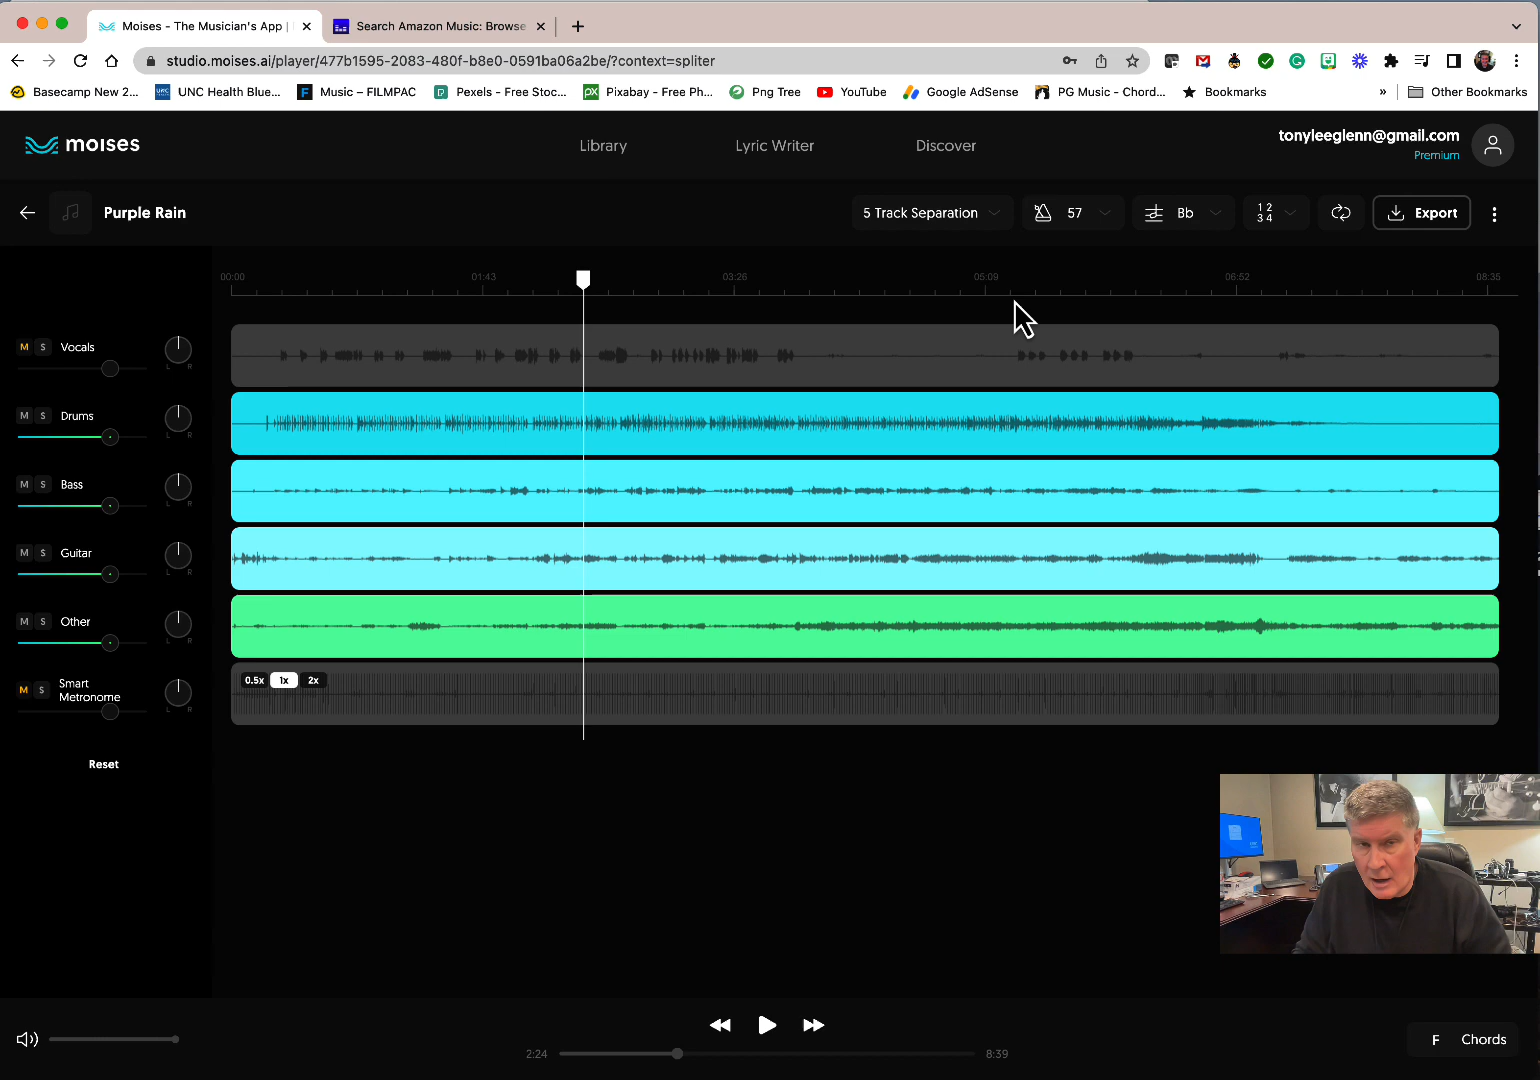 Moises - The Musician's App |
Search Amazon Music: Browse
studio.moises.ai/player/477b1595-2083-480f-b8e0-0591ba06a2be/?context=spliter
Basecamp New 2... UNC Health Blue... Music – FILMPAC Pexels - Free Stoc... Pixabay - Free Ph... Png Tree YouTube Google AdSense PG Music - Chord... Bookmarks » Other Bookmarks
moises
Library Lyric Writer Discover
tonyleeglenn@gmail.com
Premium
Purple Rain 5 Track Separation 57 Bb 1 2 3 4 Export
00:00 01:43 03:26 05:09 06:52 08:35
M S Vocals
L R
M S Drums
L R
M S Bass
L R
M S Guitar
L R
M S Other
L R
M S Smart Metronome
L R
0.5x 1x 2x
Reset
2:24 8:39
F Chords